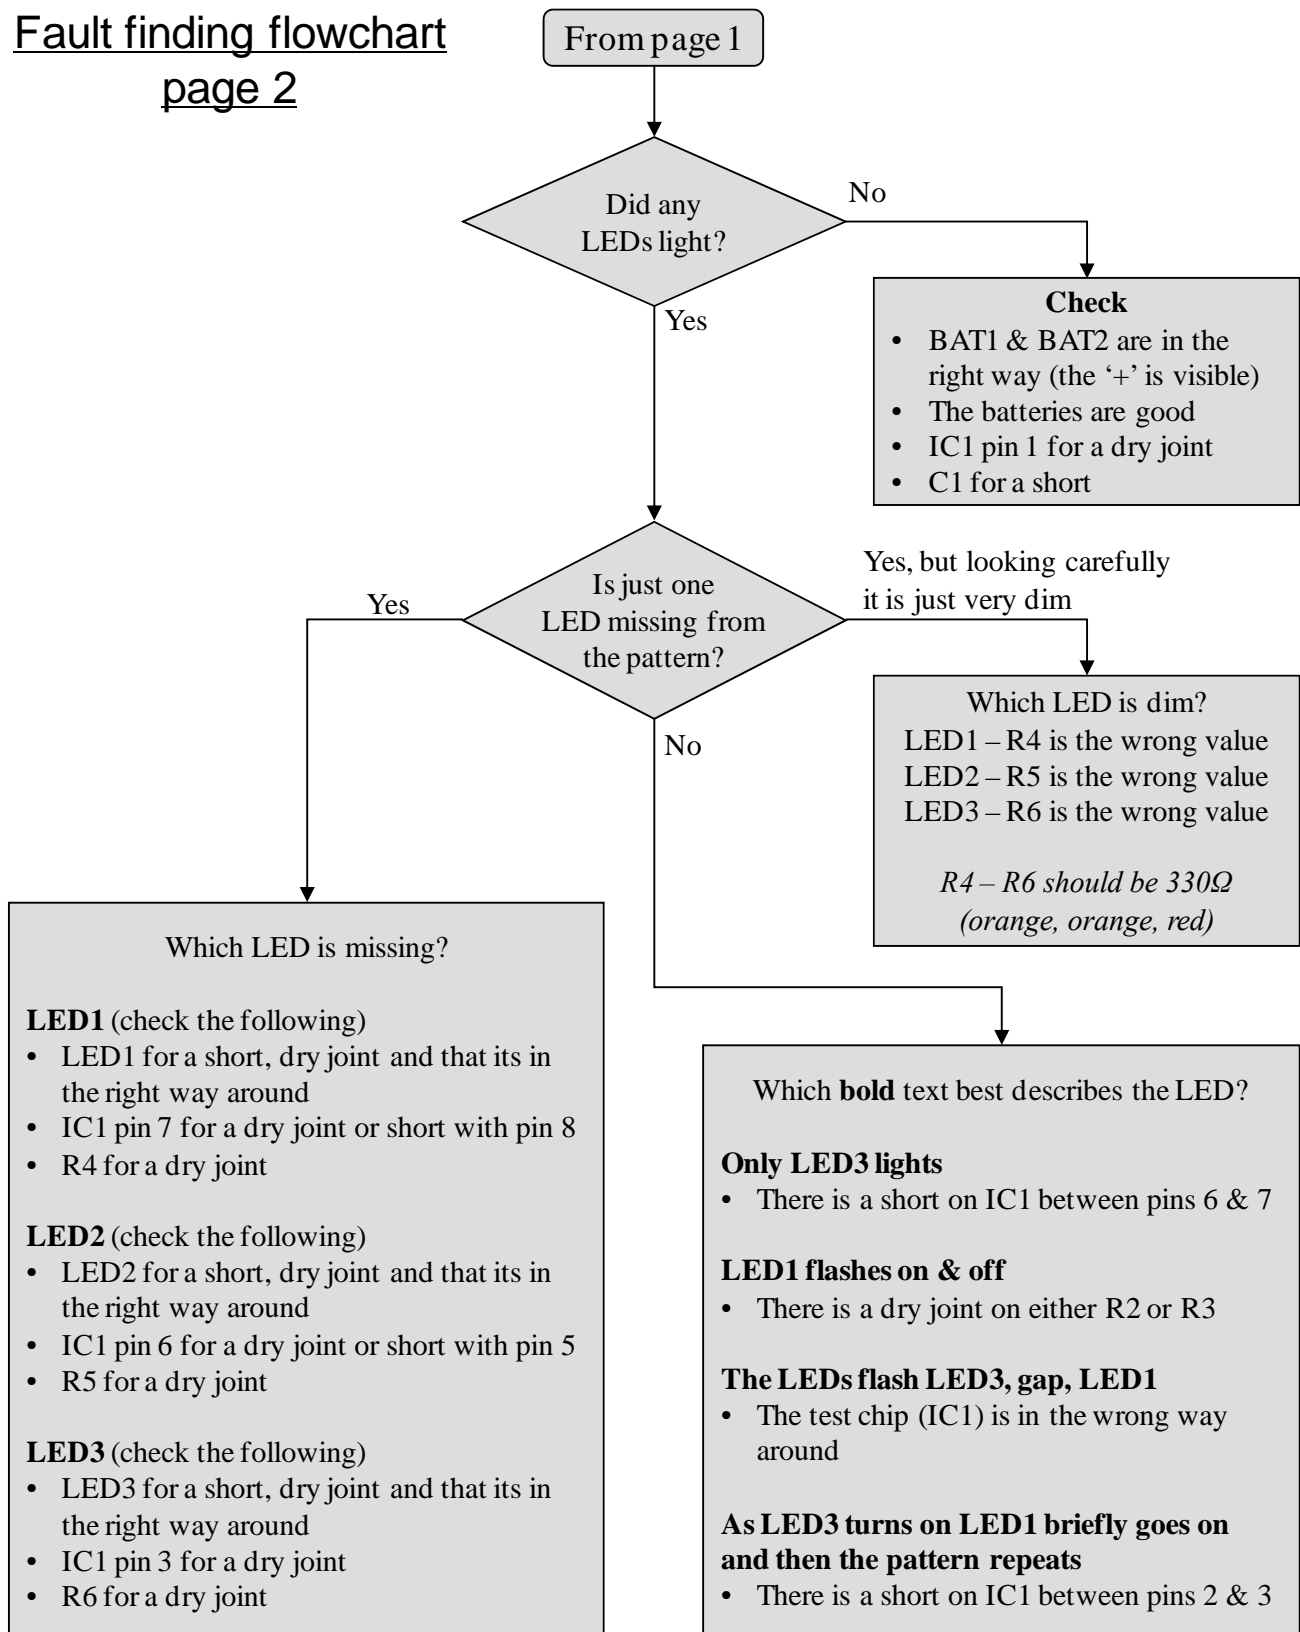 Fault finding flowchart
page 2
From page 1
Did any
LEDs light?
No
Yes
Check
• BAT1 & BAT2 are in the
right way (the ‘+’ is visible)
• The batteries are good
• IC1 pin 1 for a dry joint
• C1 for a short
Is just one
LED missing from
the pattern?
Yes
Yes, but looking carefully
it is just very dim
No
Which LED is dim?
LED1 – R4 is the wrong value
LED2 – R5 is the wrong value
LED3 – R6 is the wrong value
R4 – R6 should be 330Ω
(orange, orange, red)
Which LED is missing?
LED1 (check the following)
• LED1 for a short, dry joint and that its in
the right way around
• IC1 pin 7 for a dry joint or short with pin 8
• R4 for a dry joint
LED2 (check the following)
• LED2 for a short, dry joint and that its in
the right way around
• IC1 pin 6 for a dry joint or short with pin 5
• R5 for a dry joint
LED3 (check the following)
• LED3 for a short, dry joint and that its in
the right way around
• IC1 pin 3 for a dry joint
• R6 for a dry joint
Which bold text best describes the LED?
Only LED3 lights
• There is a short on IC1 between pins 6 & 7
LED1 flashes on & off
• There is a dry joint on either R2 or R3
The LEDs flash LED3, gap, LED1
• The test chip (IC1) is in the wrong way
around
As LED3 turns on LED1 briefly goes on
and then the pattern repeats
• There is a short on IC1 between pins 2 & 3